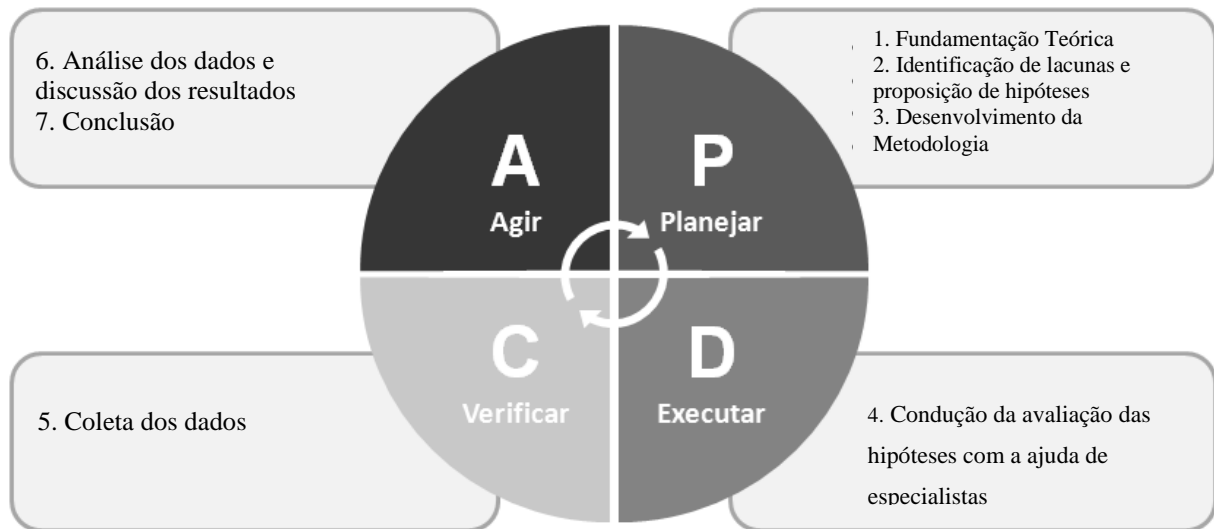 6. Análise dos dados e
discussão dos resultados
7. Conclusão
1. Fundamentação Teórica
2. Identificação de lacunas e
proposição de hipóteses
3. Desenvolvimento da
Metodologia
A
Agir
P
Planejar
C
Verificar
D
Executar
5. Coleta dos dados
4. Condução da avaliação das
hipóteses com a ajuda de
especialistas